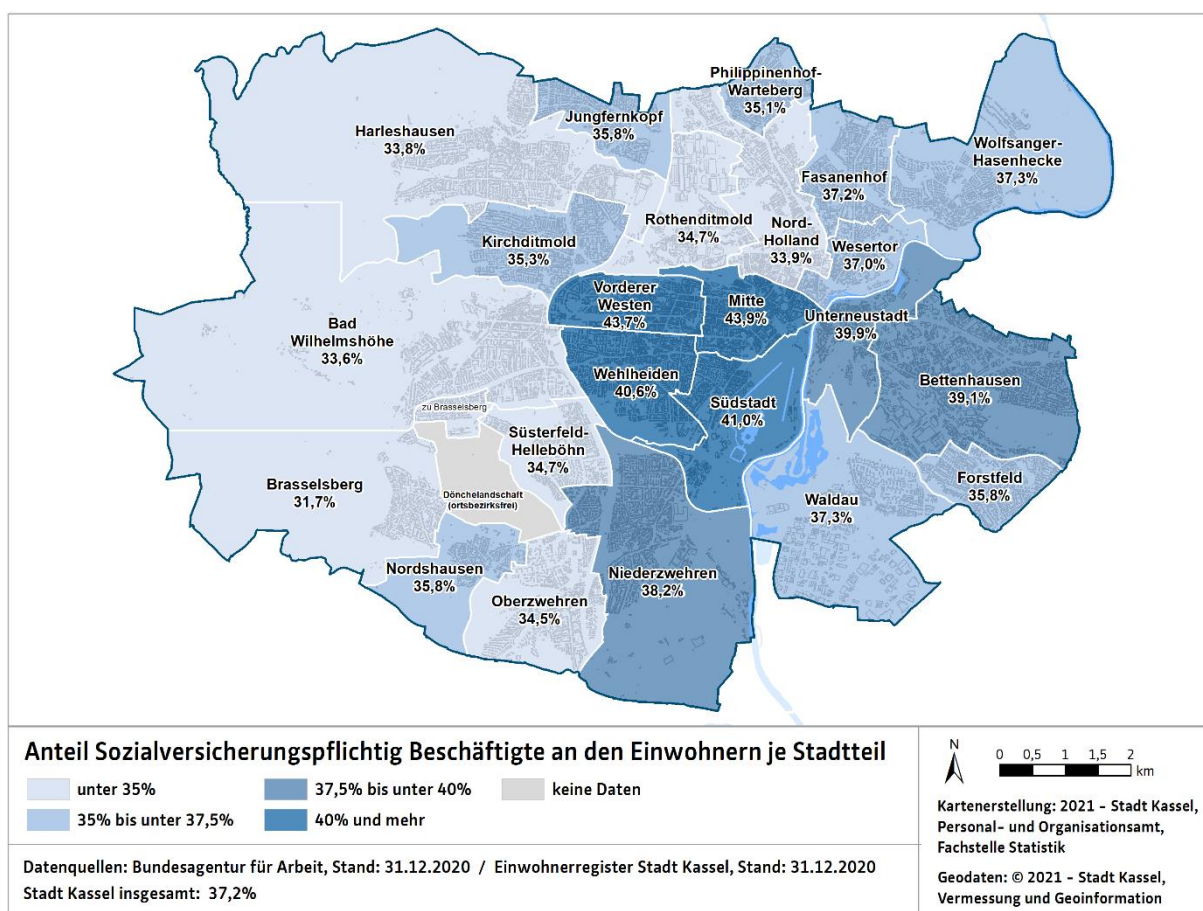 Philippinenhof-
Warteberg
35,1%
Jungfernkopf
35,8%
Harleshausen
33,8%
Wolfsanger-
Hasenhecke
37,3%
Fasanenhof
37,2%
Rothenditmold
34,7%
Nord-
Holland
33,9%
Kirchditmold
35,3%
Wesertor
37,0%
Vorderer
Westen
43,7%
Mitte
43,9%
Unterneustadt
39,9%
Bad
Wilhelmshöhe
33,6%
Wehlheiden
40,6%
Südstadt
41,0%
Bettenhausen
39,1%
zu Brasselsberg
Süsterfeld-
Helleböhn
34,7%
Brasselsberg
31,7%
Dönchelandschaft
(ortsbezirksfrei)
Forstfeld
35,8%
Waldau
37,3%
Nordshausen
35,8%
Niederzwehren
38,2%
Oberzwehren
34,5%
Anteil Sozialversicherungspflichtig Beschäftigte an den Einwohnern je Stadtteil
unter 35%
37,5% bis unter 40%
keine Daten
35% bis unter 37,5%
40% und mehr
Datenquellen: Bundesagentur für Arbeit, Stand: 31.12.2020 / Einwohnerregister Stadt Kassel, Stand: 31.12.2020
Stadt Kassel insgesamt: 37,2%
N
0 0,5 1 1,5 2
km
Kartenerstellung: 2021 - Stadt Kassel,
Personal- und Organisationsamt,
Fachstelle Statistik
Geodaten: © 2021 - Stadt Kassel,
Vermessung und Geoinformation